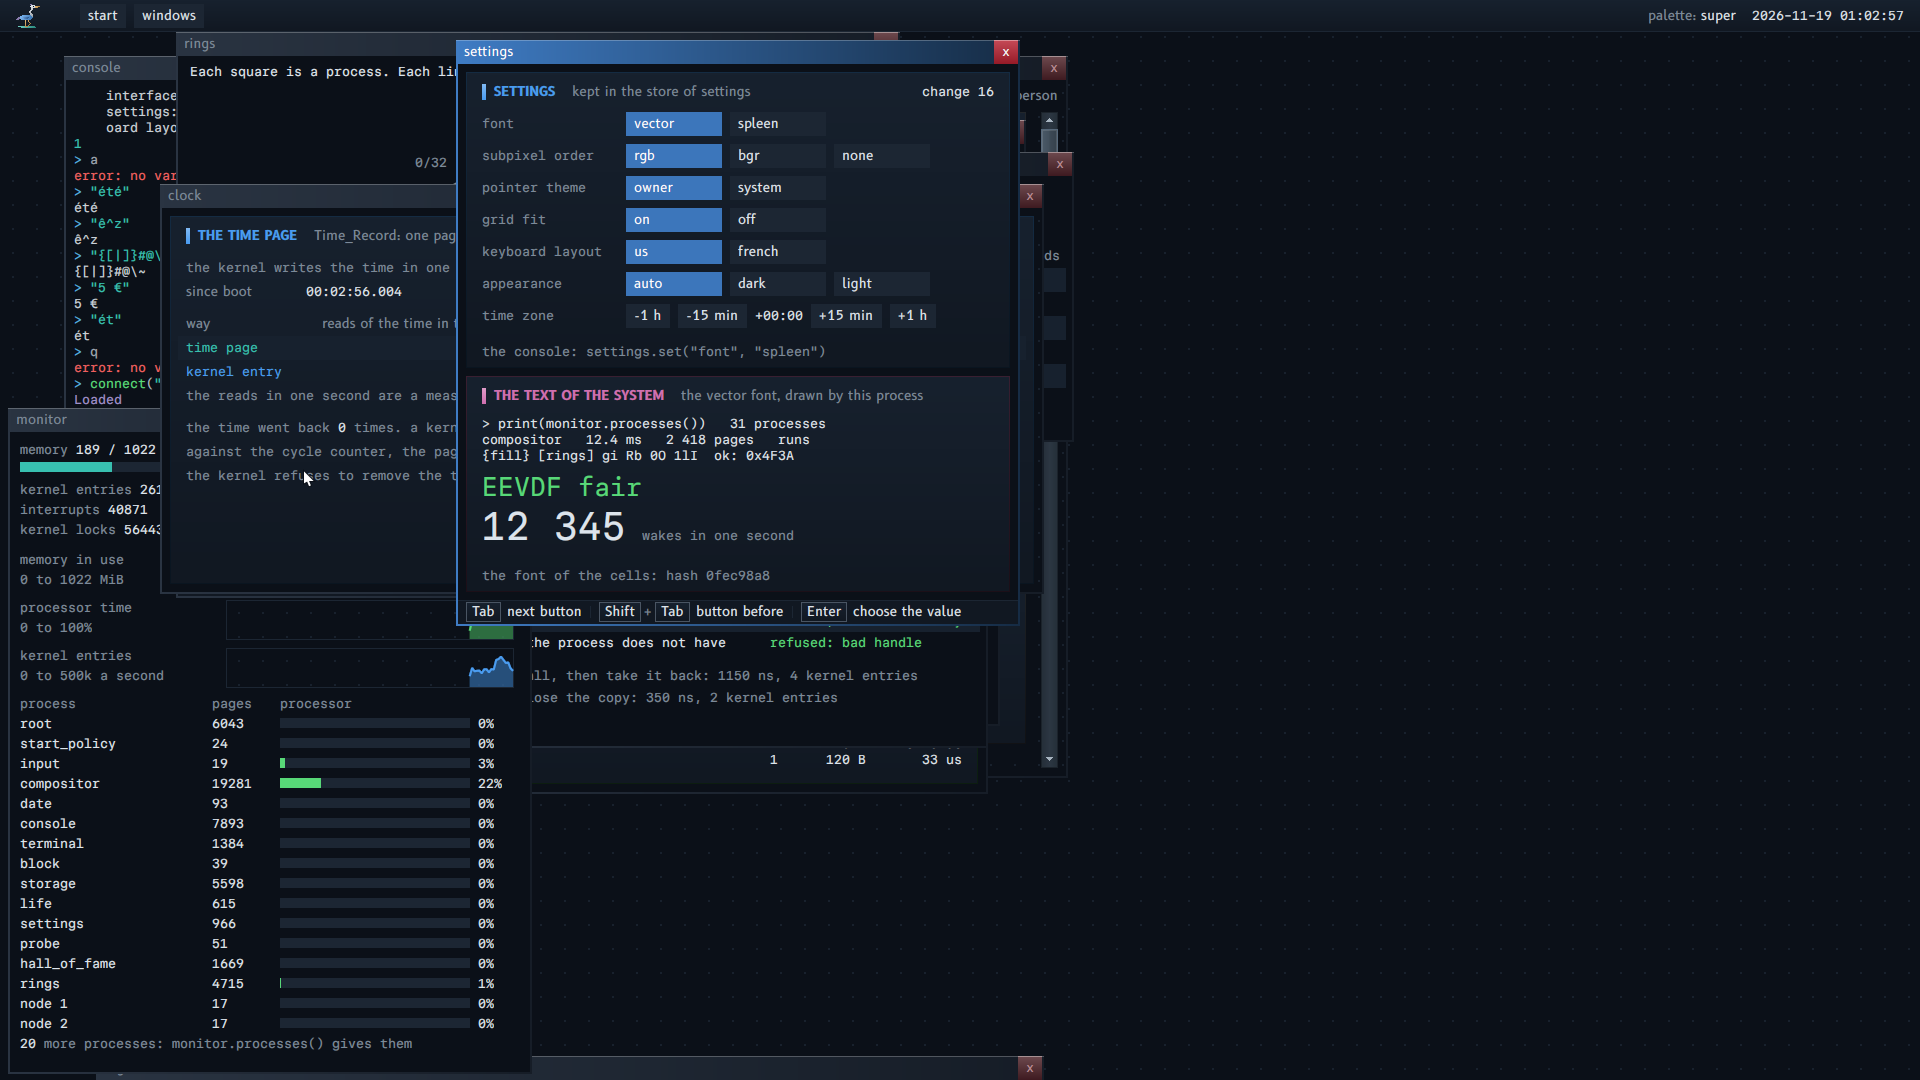 start windows palette: super 2026-11-19 01:02:57
rings
Each square is a process. Each
0/32
console
interface
settings:
1
> a
error: no
> "été"
été
> "ê^z"
ê^z
> "{[|]}#@\
{[|]}#@\~
> "5 €"
5 €
> "ét"
ét
> q
error: no
> connect("
Loaded
clock
THE TIME PAGE Time_Record: one
the kernel writes the time in one
since boot 00:02:56.004
way reads of the time in
time page
kernel entry
the reads in one second are a
the time went back 0 times. a
against the cycle counter, the
the kernel refuses to remove the
settings x
SETTINGS kept in the store of settings change 16
font vector spleen
subpixel order rgb bgr none
pointer theme owner system
grid fit on off
keyboard layout us french
appearance auto dark light
time zone -1 h -15 min +00:00 +15 min +1 h
the console: settings.set("font", "spleen")
THE TEXT OF THE SYSTEM the vector font, drawn by this process
> print(monitor.processes()) 31 processes
compositor 12.4 ms 2 418 pages runs
{fill} [rings] gi Rb 0O 1lI ok: 0x4F3A
EEVDF fair
12 345 wakes in one second
the font of the cells: hash 0fec98a8
Tab next button Shift + Tab button before Enter choose the value
x
x
x
the process does not have refused: bad handle
then take it back: 1150 ns, 4 kernel entries
the copy: 350 ns, 2 kernel entries
1 120 B 33 us
monitor
memory 189 / 1022
kernel entries
interrupts 40871
kernel locks
memory in use
0 to 1022 MiB
processor time
0 to 100%
kernel entries
0 to 500k a second
process pages processor
root 6043 0%
start_policy 24 0%
input 19 3%
compositor 19281 22%
date 93 0%
console 7893 0%
terminal 1384 0%
block 39 0%
storage 5598 0%
life 615 0%
settings 966 0%
probe 51 0%
hall_of_fame 1669 0%
rings 4715 1%
node 1 17 0%
node 2 17 0%
20 more processes: monitor.processes() gives them
x